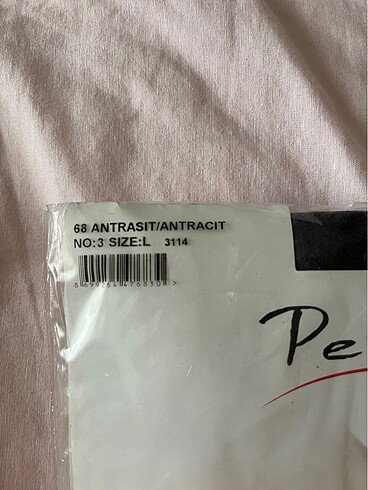 68 ANTRASIT/ANTRACIT
NO:3 SIZE:L 3114
Pe